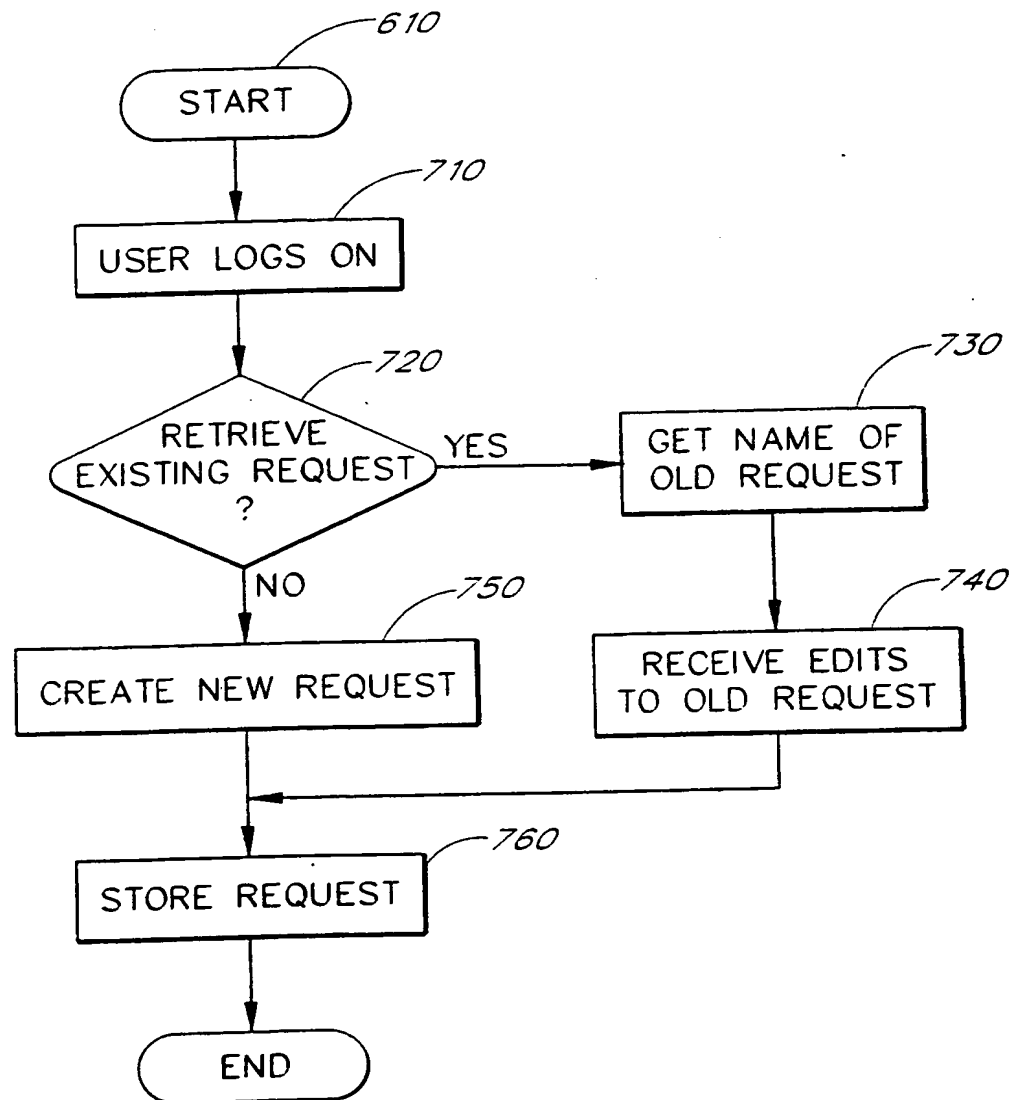 610
START
710
USER LOGS ON
720
RETRIEVE
EXISTING REQUEST
?
YES
730
GET NAME OF
OLD REQUEST
NO
750
CREATE NEW REQUEST
740
RECEIVE EDITS
TO OLD REQUEST
760
STORE REQUEST
END